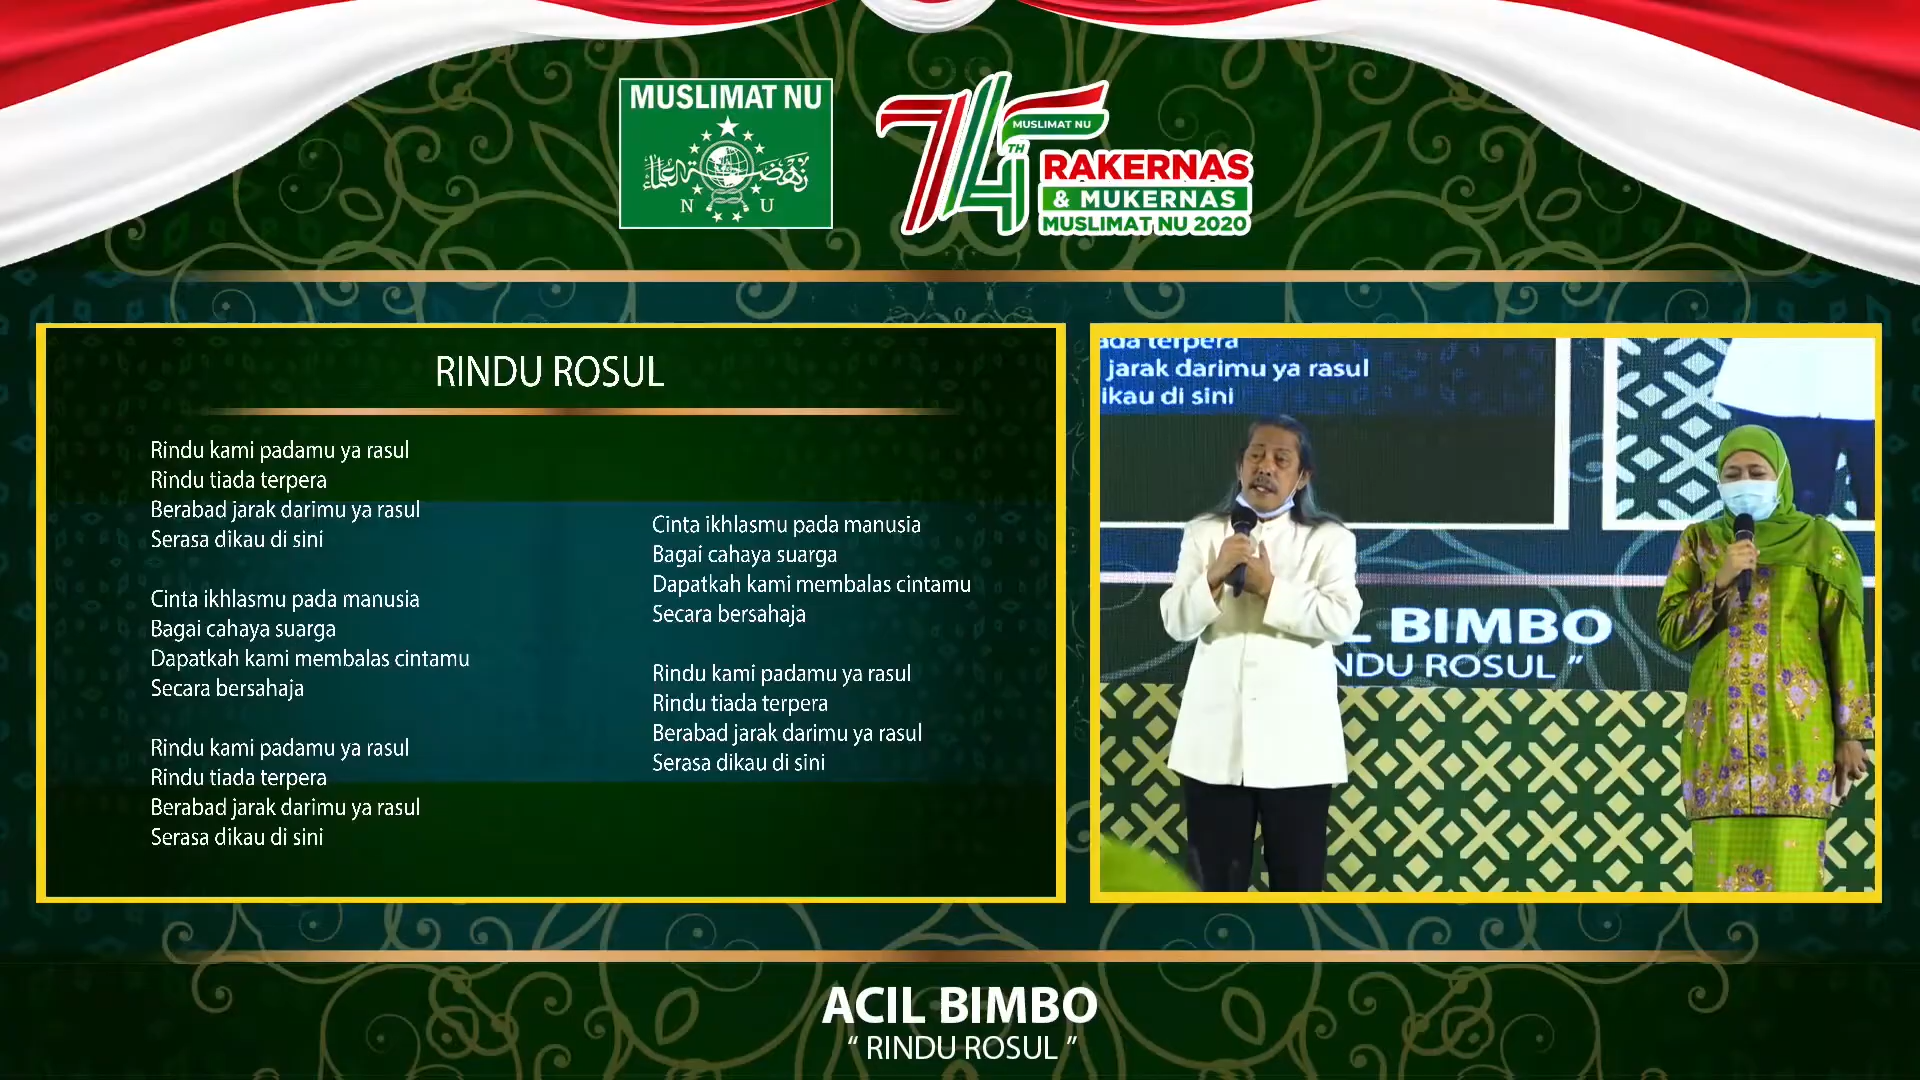 MUSLIMAT NU
نهضة العلماء
N U
74
TH
MUSLIMAT NU
RAKERNAS
& MUKERNAS
MUSLIMAT NU 2020
RINDU ROSUL
Rindu kami padamu ya rasul
Rindu tiada terpera
Berabad jarak darimu ya rasul
Serasa dikau di sini
Cinta ikhlasmu pada manusia
Bagai cahaya suarga
Dapatkah kami membalas cintamu
Secara bersahaja
Rindu kami padamu ya rasul
Rindu tiada terpera
Berabad jarak darimu ya rasul
Serasa dikau di sini
Cinta ikhlasmu pada manusia
Bagai cahaya suarga
Dapatkah kami membalas cintamu
Secara bersahaja
Rindu kami padamu ya rasul
Rindu tiada terpera
Berabad jarak darimu ya rasul
Serasa dikau di sini
ada terpera
jarak darimu ya rasul
ikau di sini
L BIMBO
NDU ROSUL ”
ACIL BIMBO
“ RINDU ROSUL ”